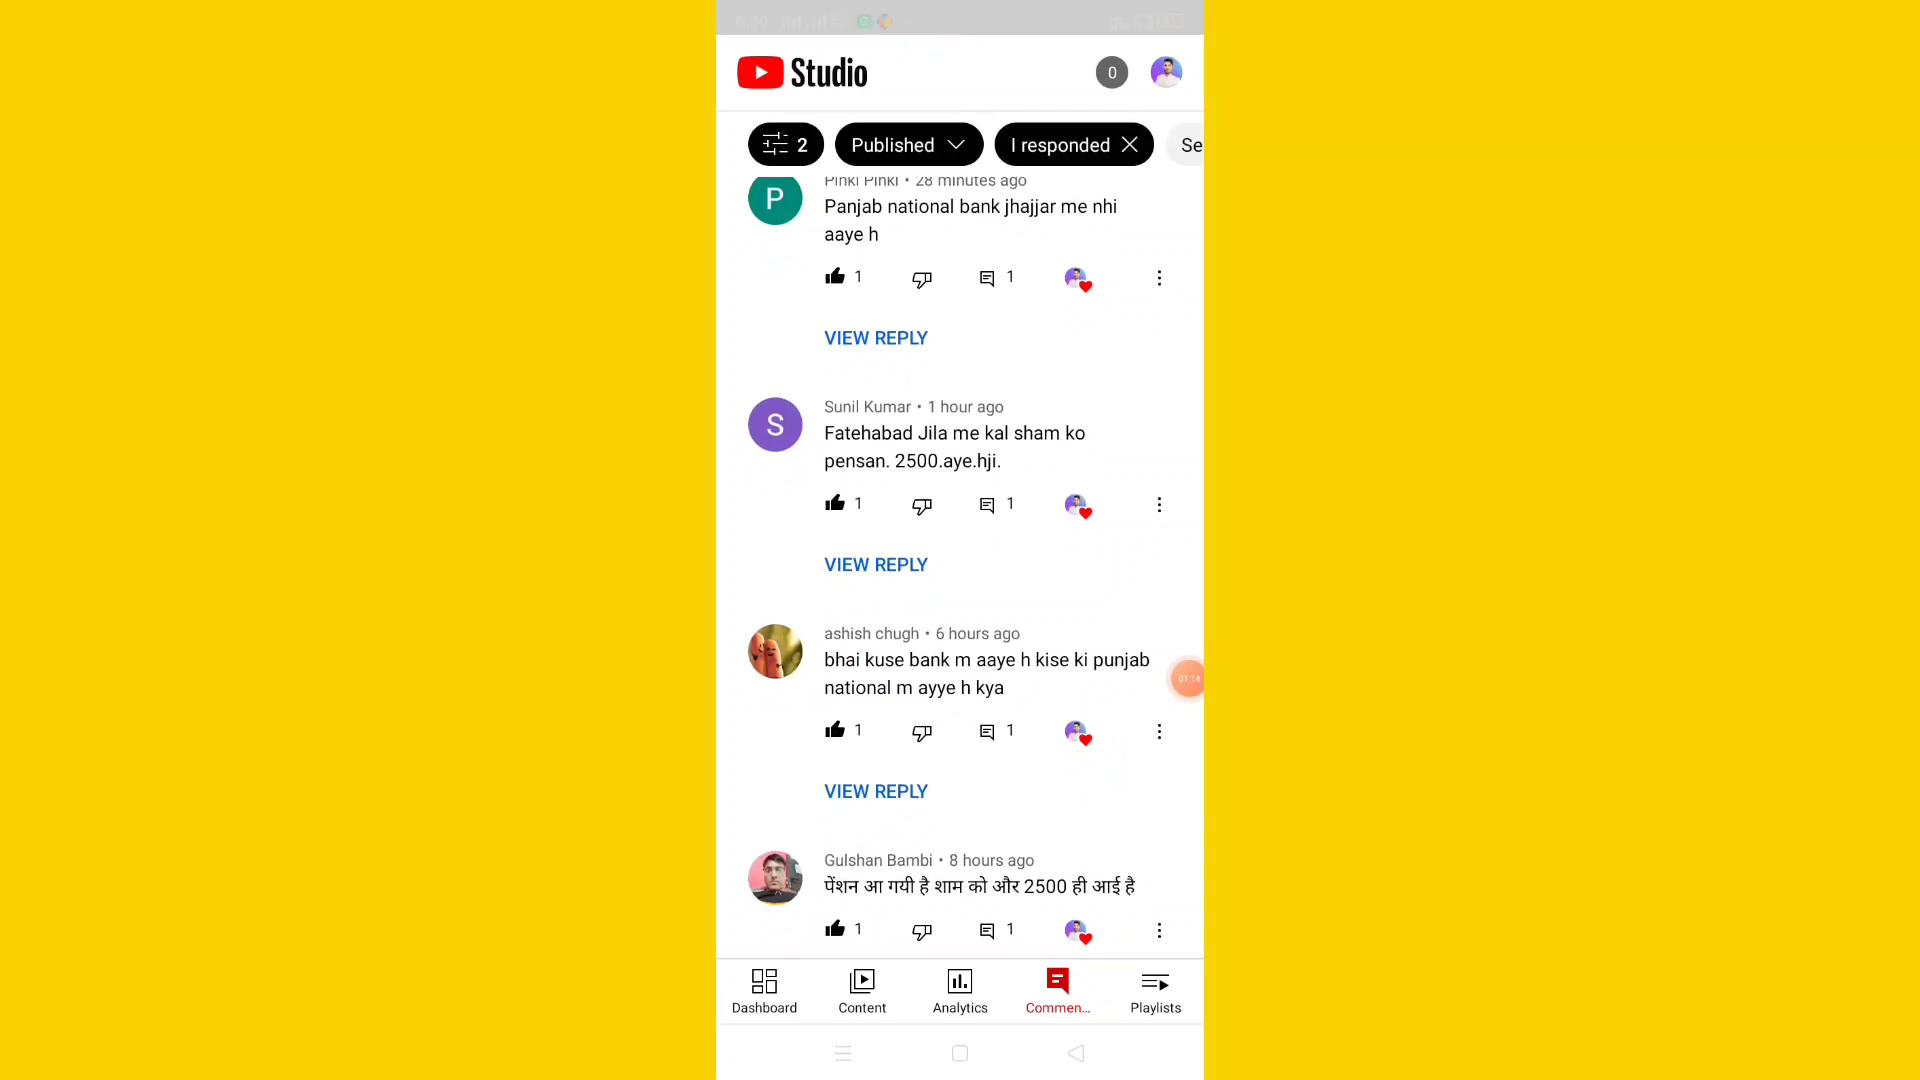 Studio
0
2
Published
I responded
Se
Pinki Pinki • 28 minutes ago
P
Panjab national bank jhajjar me nhi
aaye h
1
1
VIEW REPLY
Sunil Kumar • 1 hour ago
S
Fatehabad Jila me kal sham ko
pensan. 2500.aye.hji.
1
1
VIEW REPLY
ashish chugh • 6 hours ago
bhai kuse bank m aaye h kise ki punjab
national m ayye h kya
01:14
1
1
VIEW REPLY
Gulshan Bambi • 8 hours ago
पेंशन आ गयी है शाम को और 2500 ही आई है
1
1
Dashboard
Content
Analytics
Commen...
Playlists